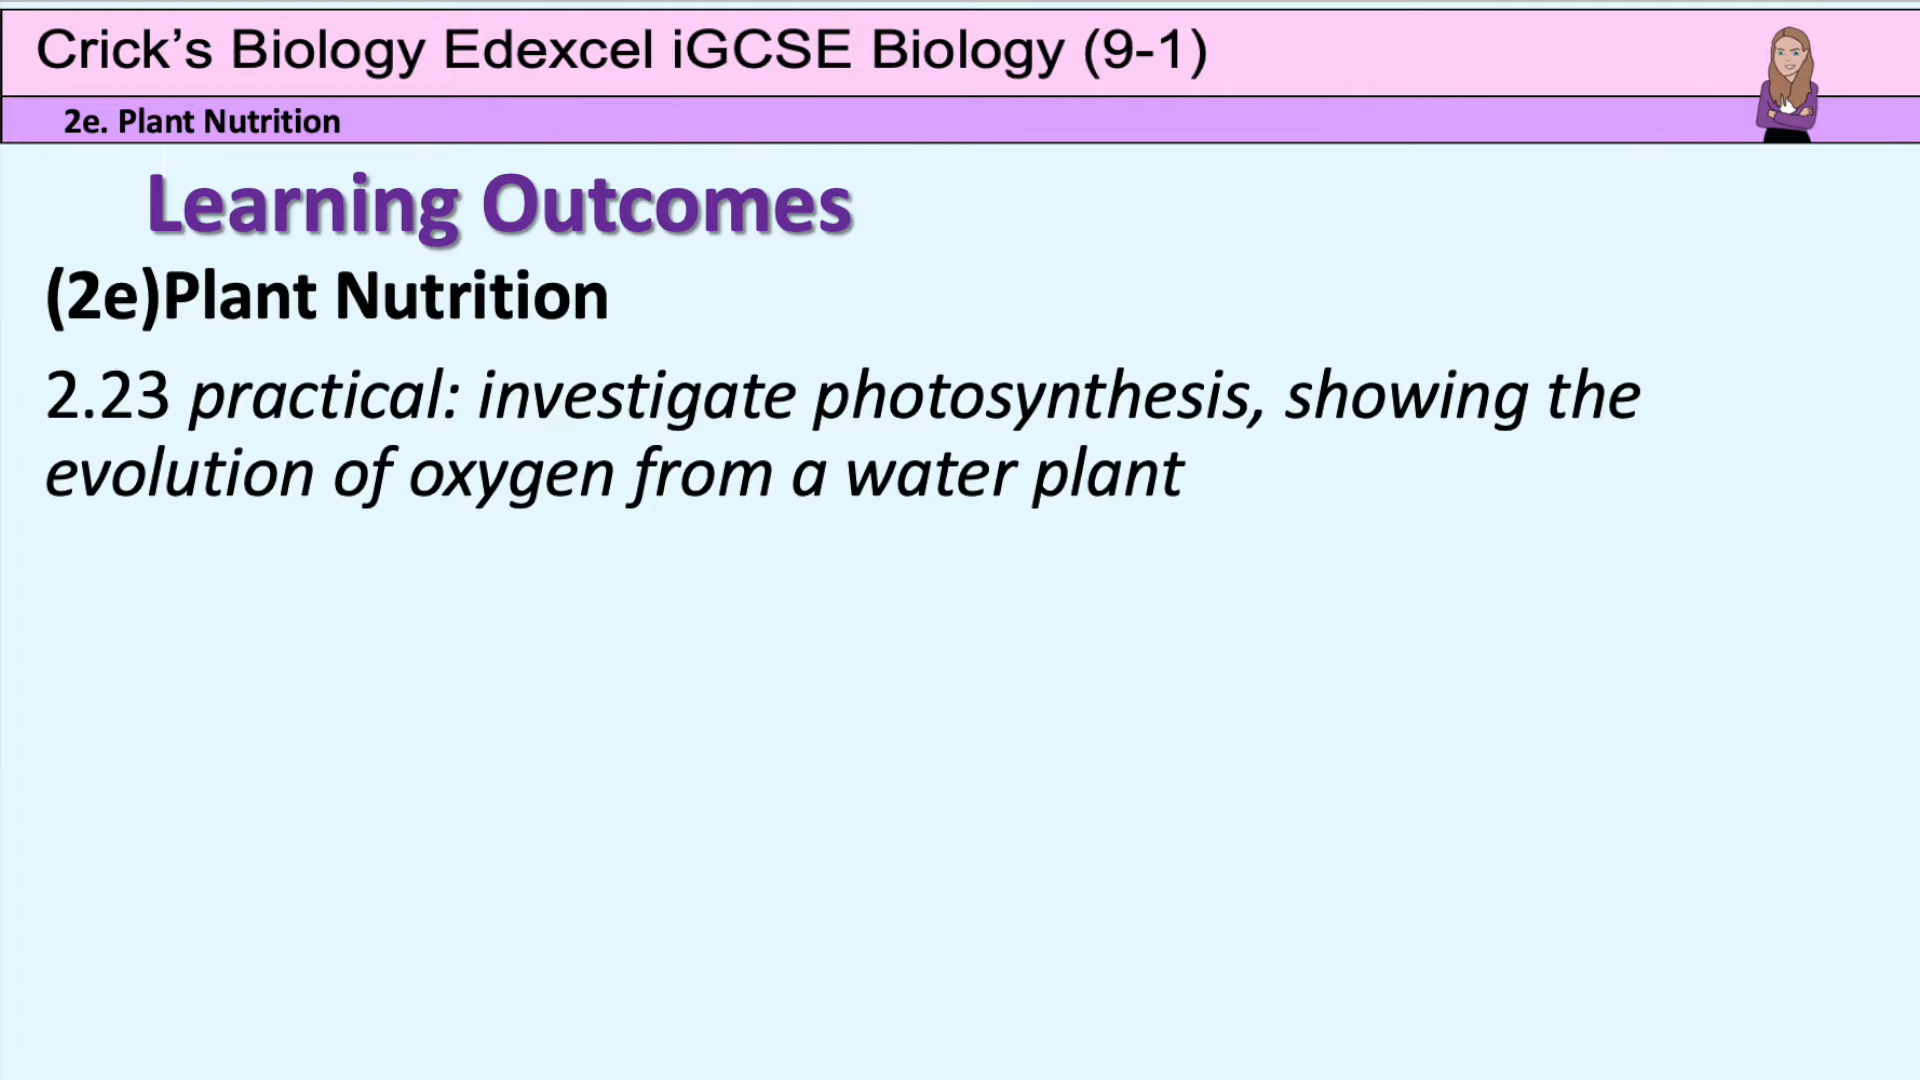 Crick’s Biology Edexcel iGCSE Biology (9-1)
2e. Plant Nutrition
Learning Outcomes
(2e)Plant Nutrition
2.23 practical: investigate photosynthesis, showing the
evolution of oxygen from a water plant